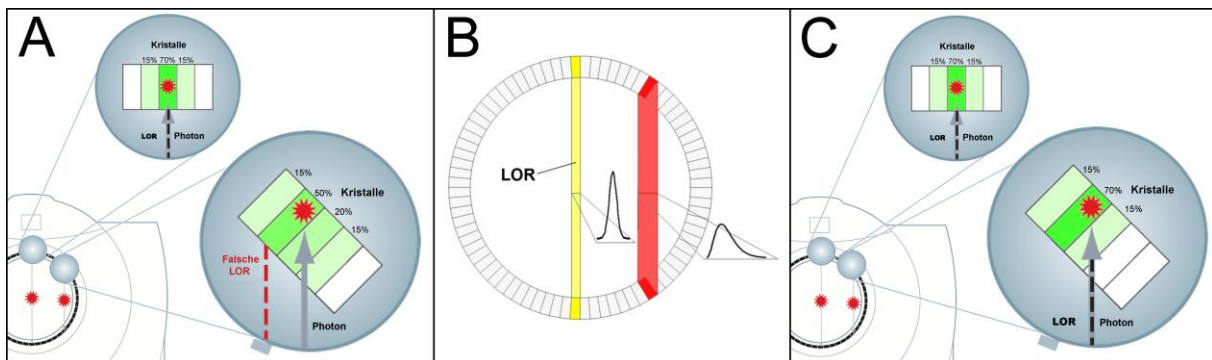 A
Kristalle
15% 70% 15%
LOR Photon
15%
50% Kristalle
20%
15%
Falsche
LOR
Photon
B
LOR
C
Kristalle
15% 70% 15%
LOR Photon
15%
70% Kristalle
15%
LOR Photon